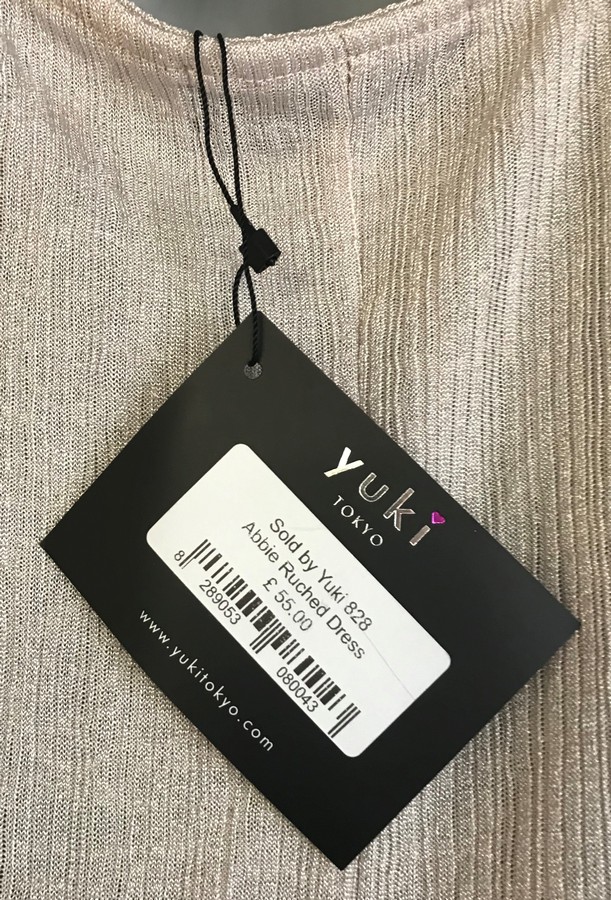 yuki
TOKYO
Sold by Yuki 828
Abbie Ruched Dress
£ 55.00
8 289053 080043
www.yukitokyo.com